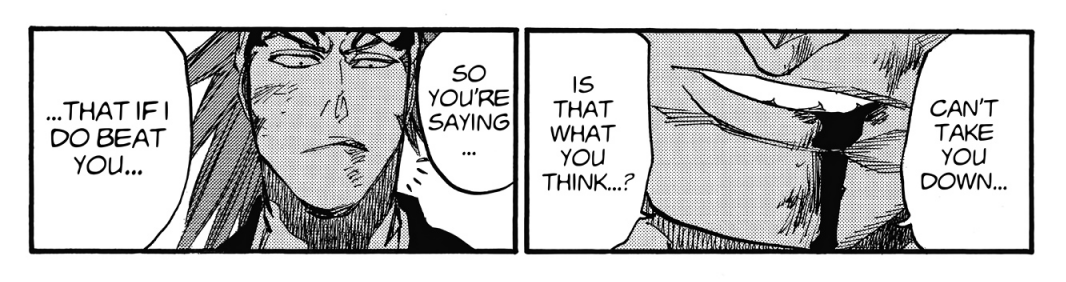 CAN'T
TAKE
YOU
DOWN...
IS
THAT
WHAT
YOU
THINK...?
SO
YOU'RE
SAYING
...
...THAT IF I
DO BEAT
YOU...